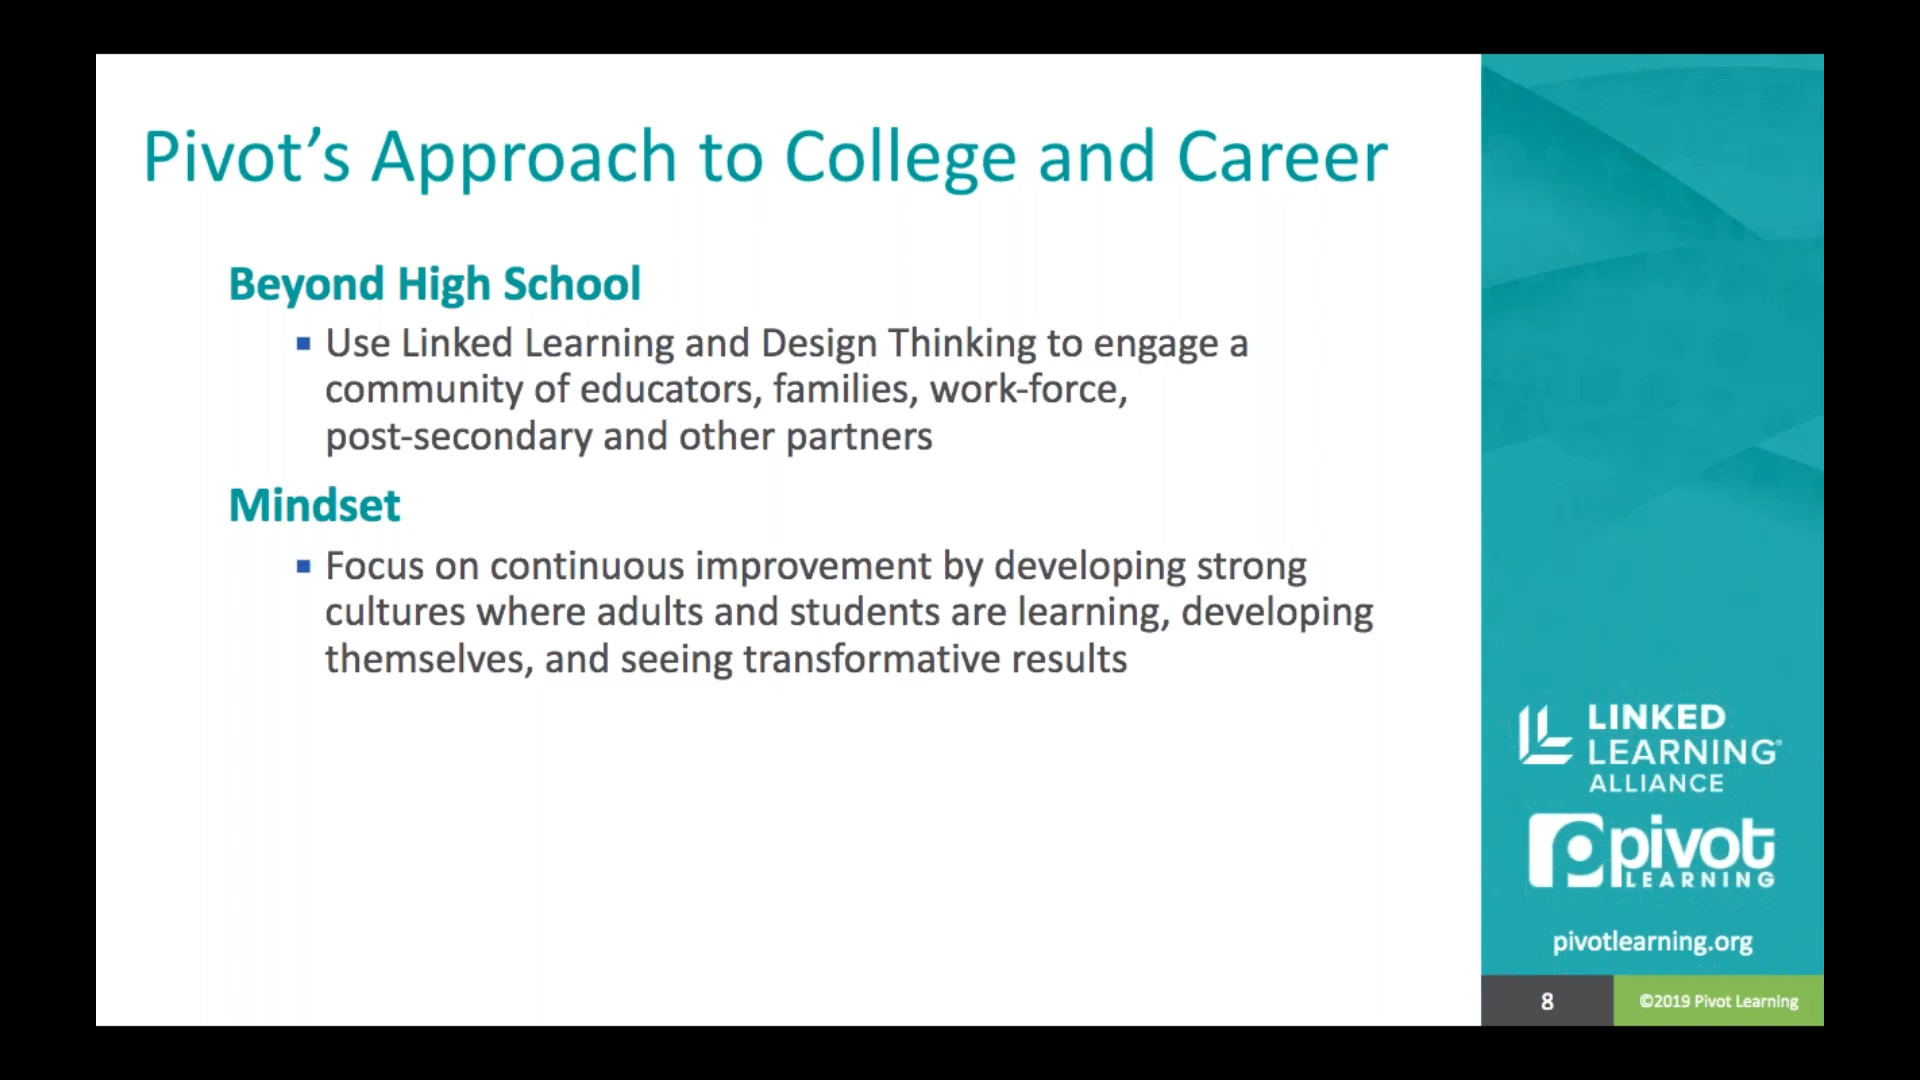 Pivot’s Approach to College and Career
Beyond High School
▪ Use Linked Learning and Design Thinking to engage a
community of educators, families, work-force,
post-secondary and other partners
Mindset
▪ Focus on continuous improvement by developing strong
cultures where adults and students are learning, developing
themselves, and seeing transformative results
LINKED
LEARNING®
ALLIANCE
pivot
LEARNING
pivotlearning.org
8
©2019 Pivot Learning